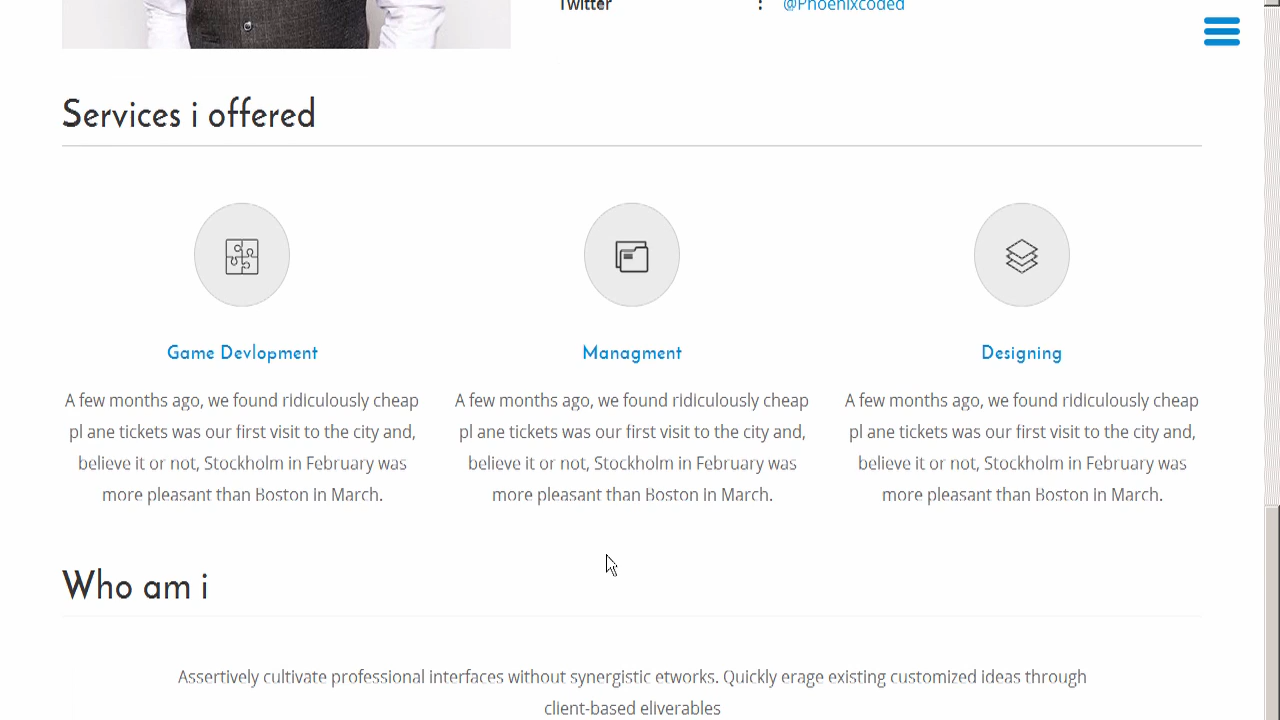 Twitter : @Phoenixcoded
Services i offered
Game Devlopment
A few months ago, we found ridiculously cheap
pl ane tickets was our first visit to the city and,
believe it or not, Stockholm in February was
more pleasant than Boston in March.
Managment
A few months ago, we found ridiculously cheap
pl ane tickets was our first visit to the city and,
believe it or not, Stockholm in February was
more pleasant than Boston in March.
Designing
A few months ago, we found ridiculously cheap
pl ane tickets was our first visit to the city and,
believe it or not, Stockholm in February was
more pleasant than Boston in March.
Who am i
Assertively cultivate professional interfaces without synergistic etworks. Quickly erage existing customized ideas through
client-based eliverables